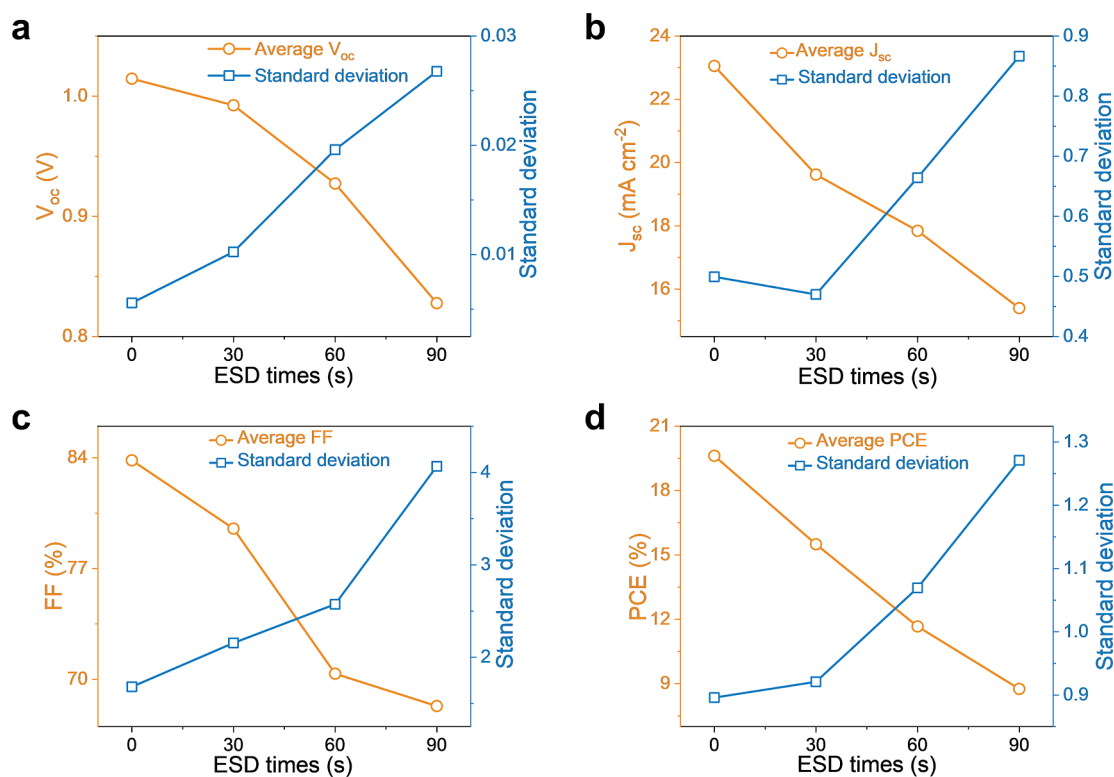 a
Average Voc
Standard deviation
1.0
0.9
0.8
Voc (V)
0.03
0.02
0.01
Standard deviation
0 30 60 90
ESD times (s)
b
Average Jsc
Standard deviation
24
22
20
18
16
Jsc (mA cm-2)
0.9
0.8
0.7
0.6
0.5
0.4
Standard deviation
0 30 60 90
ESD times (s)
c
Average FF
Standard deviation
84
77
70
FF (%)
4
3
2
Standard deviation
0 30 60 90
ESD times (s)
d
Average PCE
Standard deviation
21
18
15
12
9
PCE (%)
1.3
1.2
1.1
1.0
0.9
Standard deviation
0 30 60 90
ESD times (s)